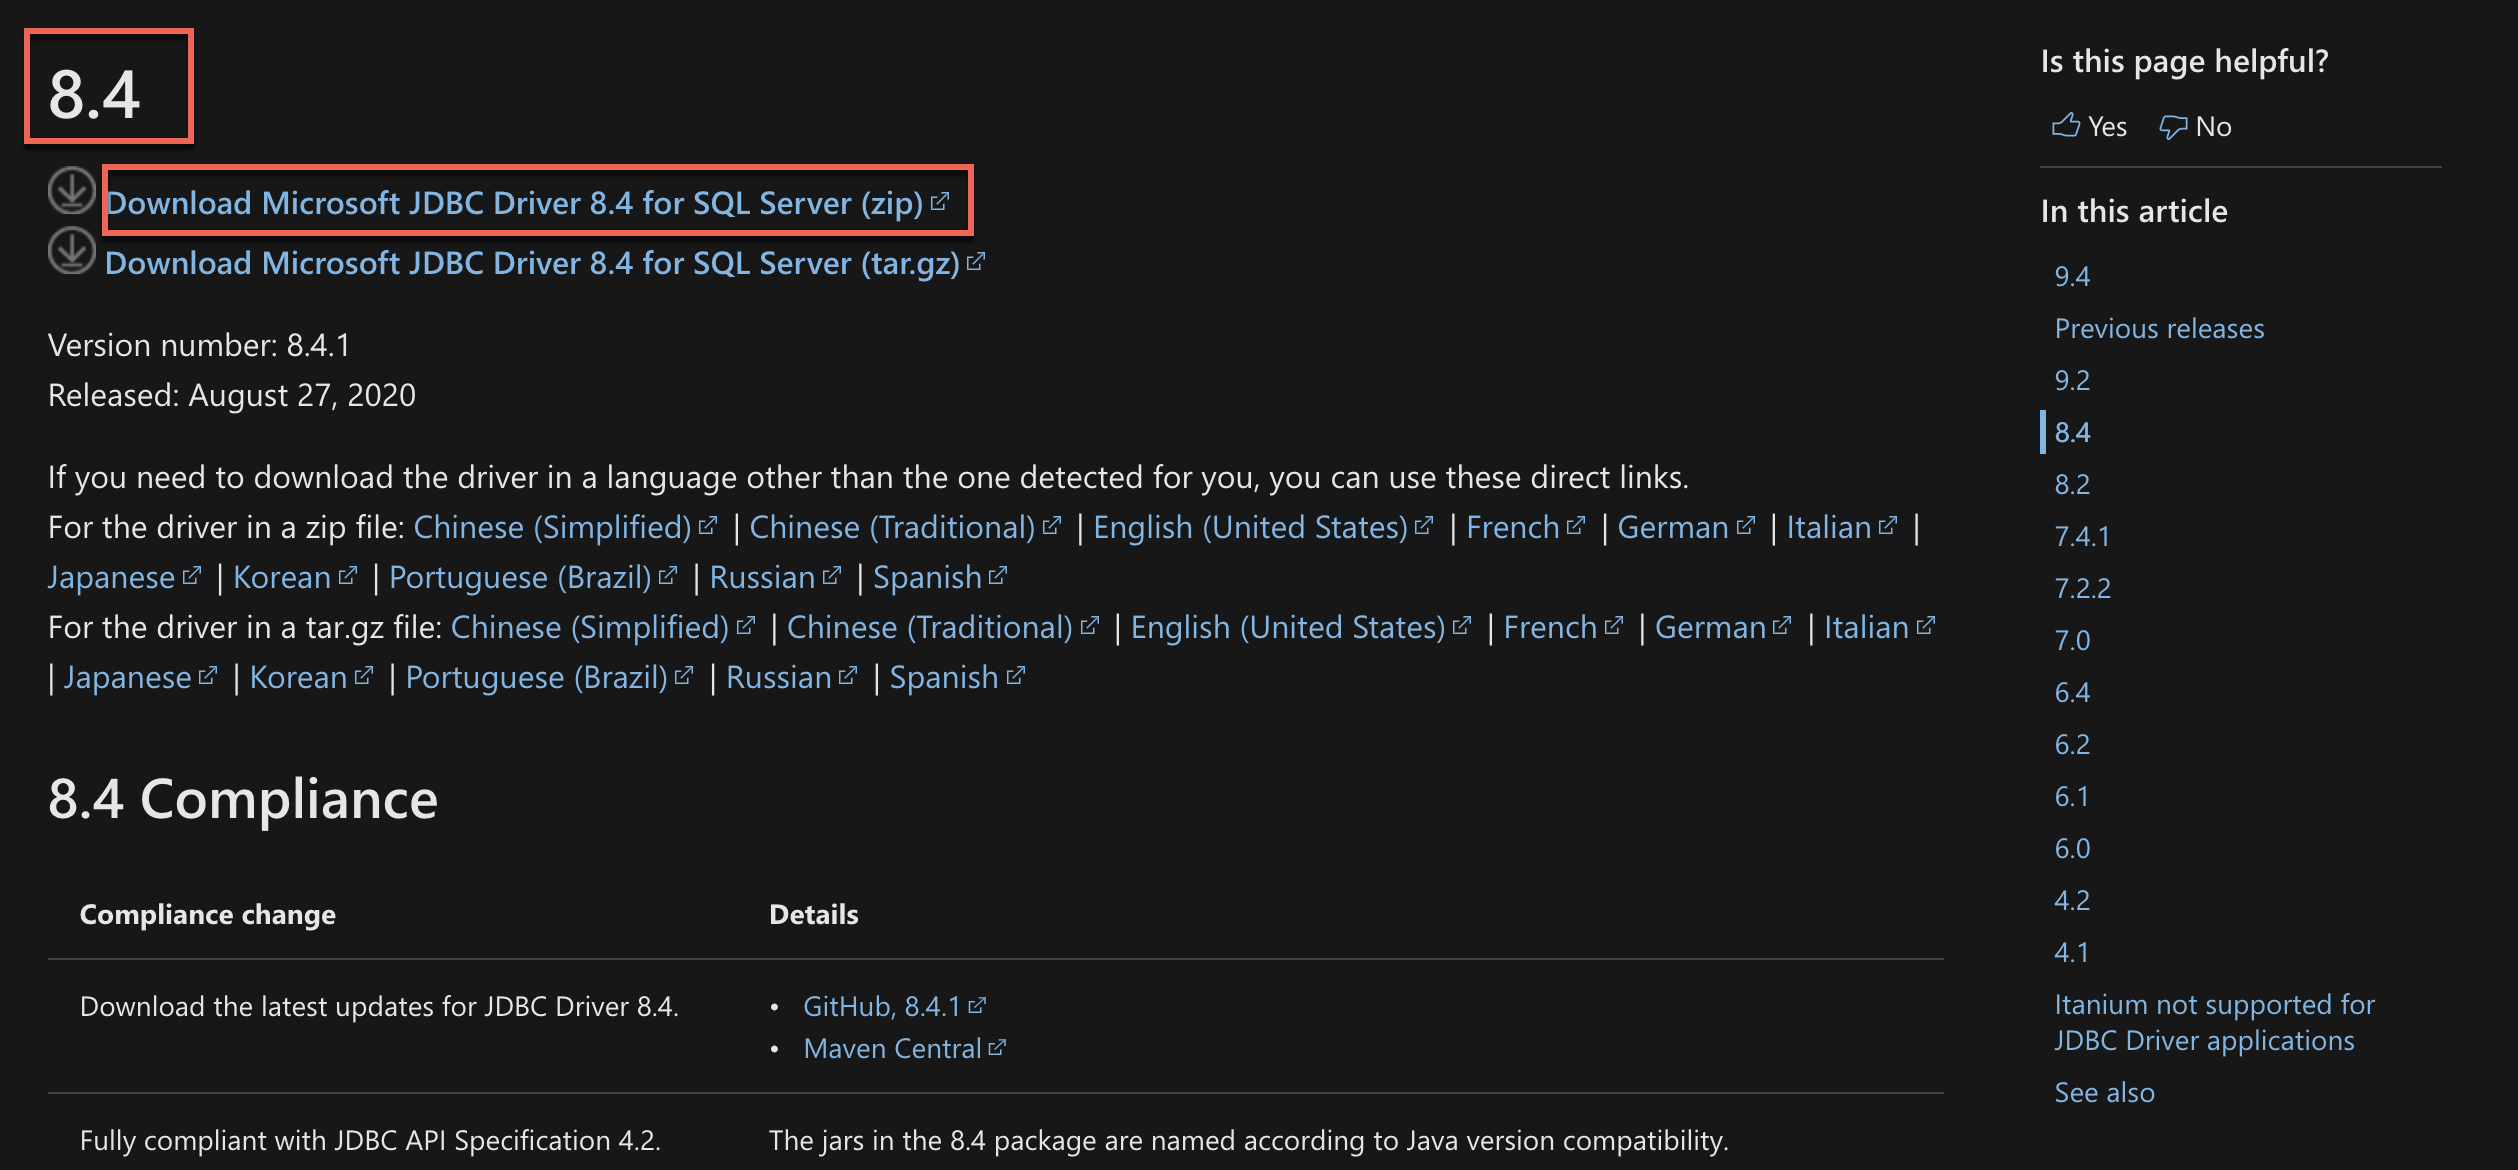 8.4
Download Microsoft JDBC Driver 8.4 for SQL Server (zip)
Download Microsoft JDBC Driver 8.4 for SQL Server (tar.gz)
Version number: 8.4.1
Released: August 27, 2020
If you need to download the driver in a language other than the one detected for you, you can use these direct links.
For the driver in a zip file: Chinese (Simplified) | Chinese (Traditional) | English (United States) | French | German | Italian |
Japanese | Korean | Portuguese (Brazil) | Russian | Spanish
For the driver in a tar.gz file: Chinese (Simplified) | Chinese (Traditional) | English (United States) | French | German | Italian
| Japanese | Korean | Portuguese (Brazil) | Russian | Spanish
8.4 Compliance
Compliance change Details
Download the latest updates for JDBC Driver 8.4. • GitHub, 8.4.1
• Maven Central
Fully compliant with JDBC API Specification 4.2. The jars in the 8.4 package are named according to Java version compatibility.
Is this page helpful?
Yes No
In this article
9.4
Previous releases
9.2
8.4
8.2
7.4.1
7.2.2
7.0
6.4
6.2
6.1
6.0
4.2
4.1
Itanium not supported for
JDBC Driver applications
See also